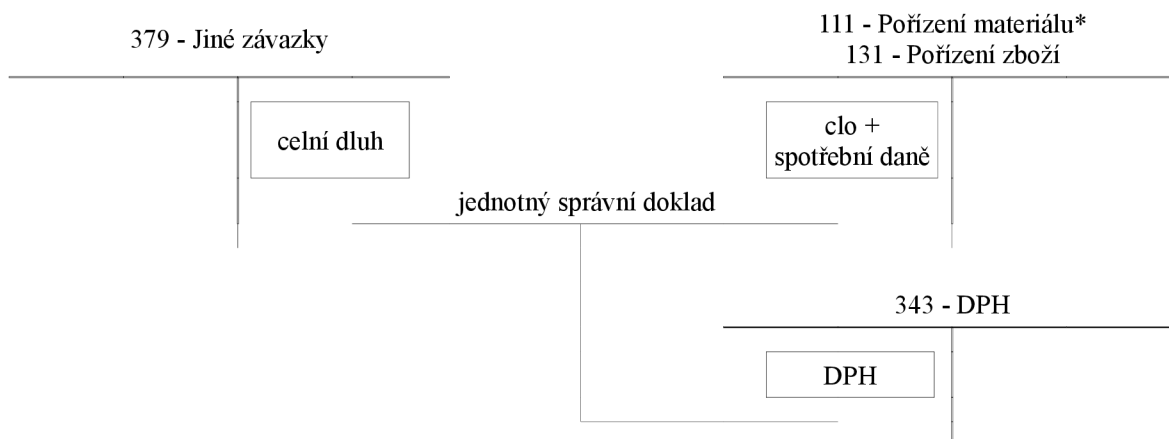 379 - Jiné závazky
111 - Pořízení materiálu*
131 - Pořízení zboží
celní dluh
clo +
spotřební daně
jednotný správní doklad
343 - DPH
DPH